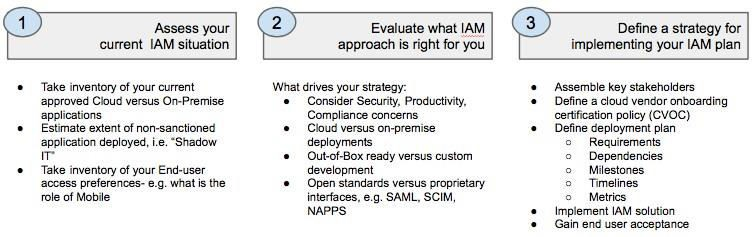 1
Assess your
current IAM situation
● Take inventory of your current
approved Cloud versus On-Premise
applications
● Estimate extent of non-sanctioned
application deployed, i.e. “Shadow
IT”
● Take inventory of your End-user
access preferences- e.g. what is the
role of Mobile
2
Evaluate what IAM
approach is right for you
What drives your strategy:
● Consider Security, Productivity,
Compliance concerns
● Cloud versus on-premise
deployments
● Out-of-Box ready versus custom
development
● Open standards versus proprietary
interfaces, e.g. SAML, SCIM,
NAPPS
3
Define a strategy for
implementing your IAM plan
● Assemble key stakeholders
● Define a cloud vendor onboarding
certification policy (CVOC)
● Define deployment plan
○ Requirements
○ Dependencies
○ Milestones
○ Timelines
○ Metrics
● Implement IAM solution
● Gain end user acceptance